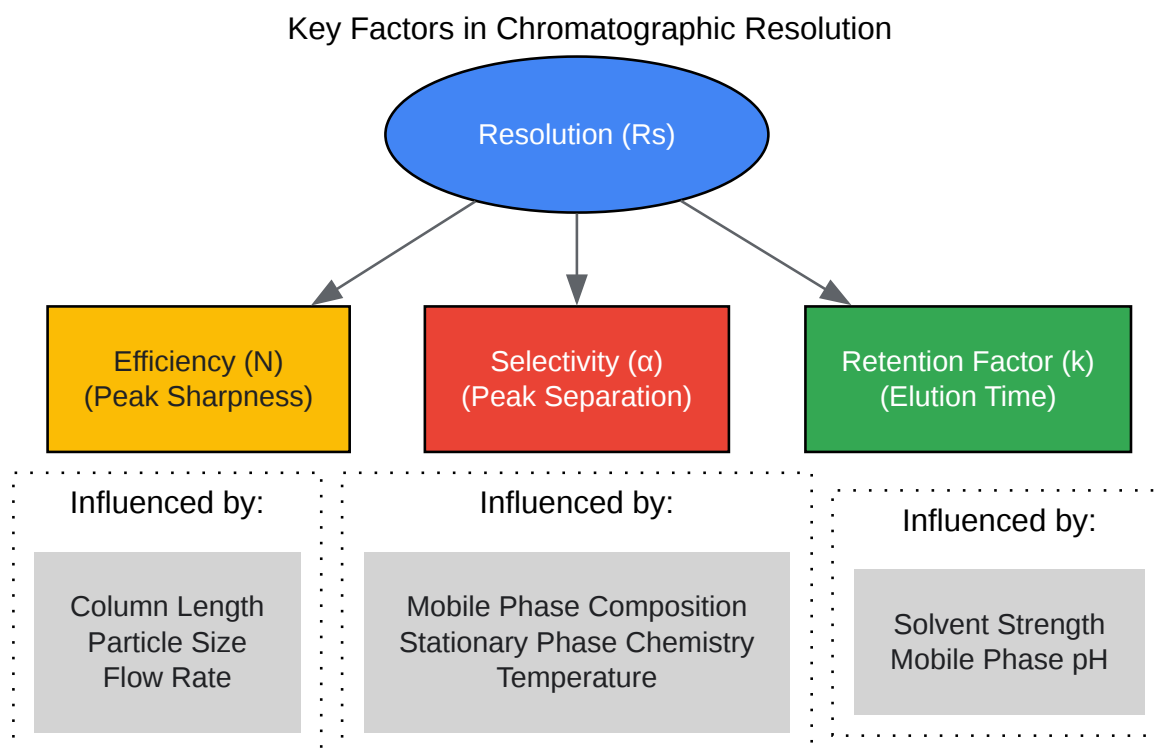 Key Factors in Chromatographic Resolution
Resolution (Rs)
Efficiency (N)
(Peak Sharpness)
Selectivity (α)
(Peak Separation)
Retention Factor (k)
(Elution Time)
Influenced by:
Column Length
Particle Size
Flow Rate
Influenced by:
Mobile Phase Composition
Stationary Phase Chemistry
Temperature
Influenced by:
Solvent Strength
Mobile Phase pH